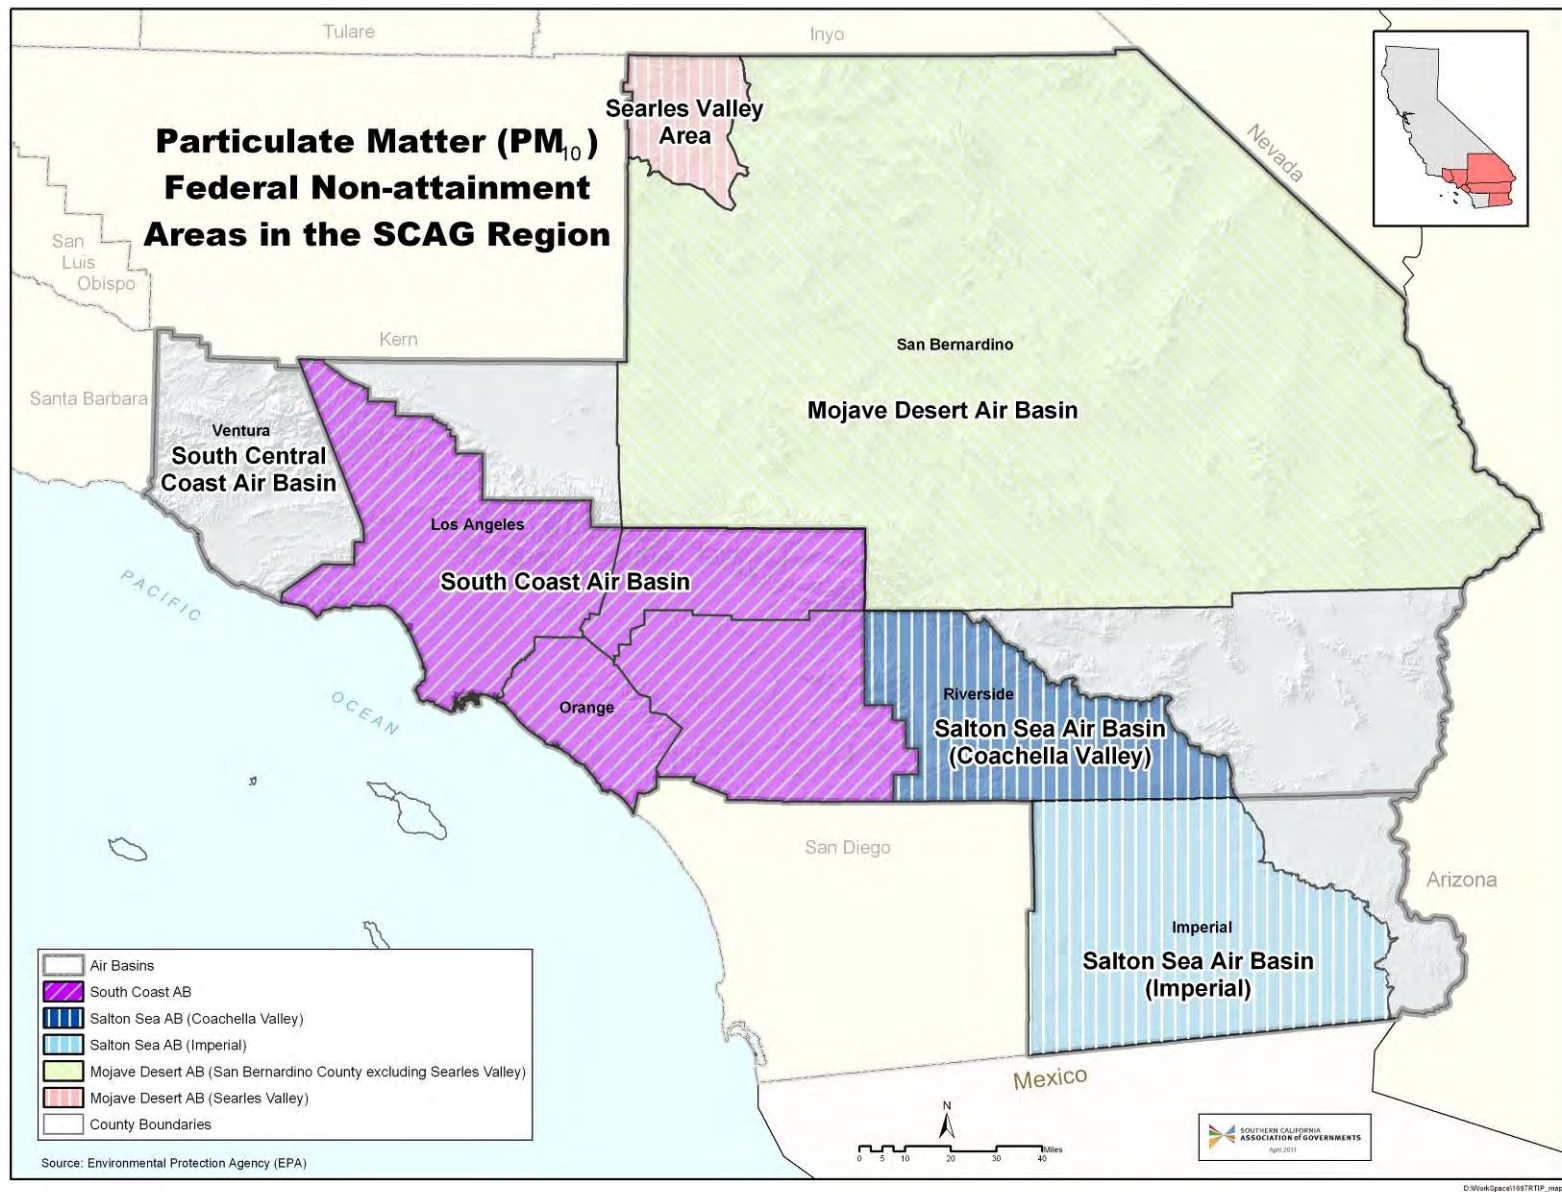 Tulare
Inyo
Searles Valley
Area
Particulate Matter (PM10)
Federal Non-attainment
Areas in the SCAG Region
Nevada
San
Luis
Obispo
Kern
San Bernardino
Mojave Desert Air Basin
Santa Barbara
Ventura
South Central
Coast Air Basin
Los Angeles
South Coast Air Basin
PACIFIC
OCEAN
Orange
Riverside
Salton Sea Air Basin
(Coachella Valley)
San Diego
Arizona
Imperial
Salton Sea Air Basin
(Imperial)
Mexico
Air Basins
South Coast AB
Salton Sea AB (Coachella Valley)
Salton Sea AB (Imperial)
Mojave Desert AB (San Bernardino County excluding Searles Valley)
Mojave Desert AB (Searles Valley)
County Boundaries
Source: Environmental Protection Agency (EPA)
N
0 5 10 20 30 40 Miles
SOUTHERN CALIFORNIA
ASSOCIATION of GOVERNMENTS
April 2011